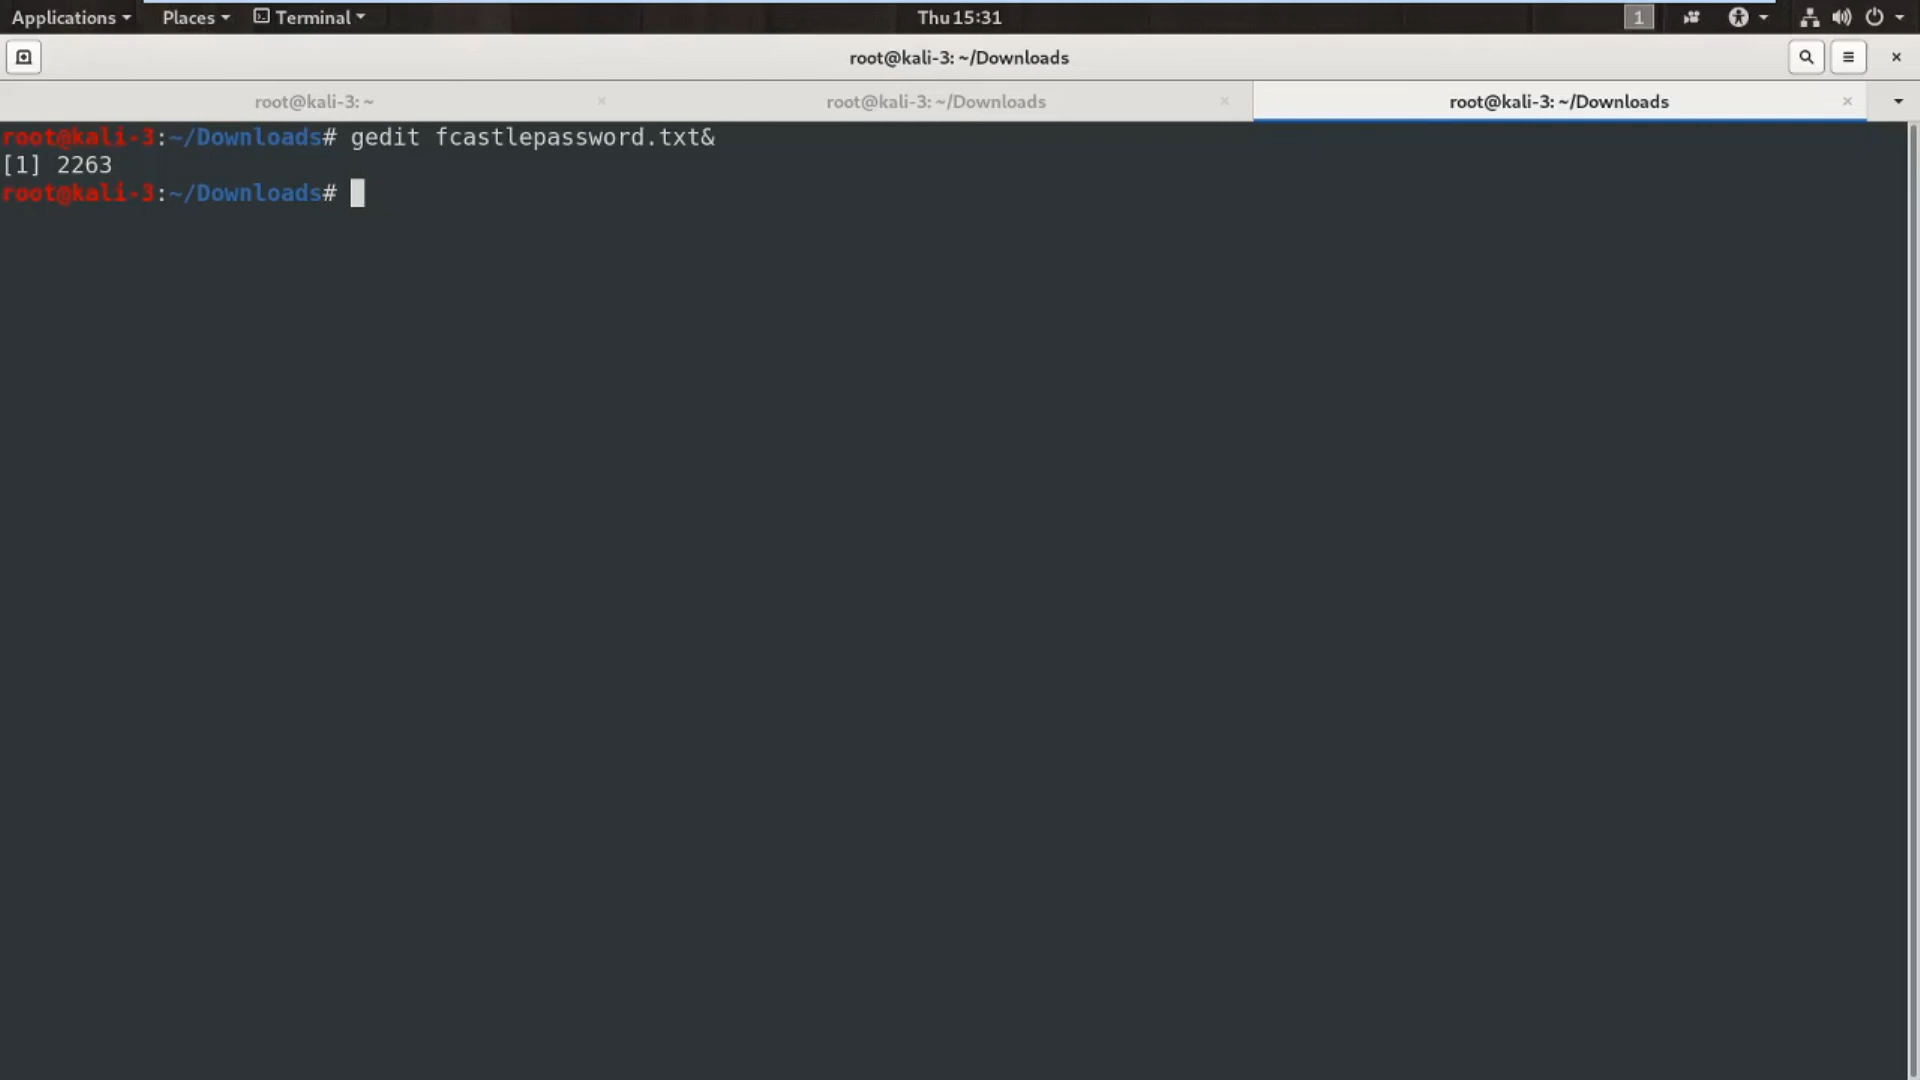 Applications Places Terminal Thu 15:31 1
root@kali-3: ~/Downloads
root@kali-3: ~ root@kali-3: ~/Downloads root@kali-3: ~/Downloads
root@kali-3:~/Downloads# gedit fcastlepassword.txt&
[1] 2263
root@kali-3:~/Downloads#